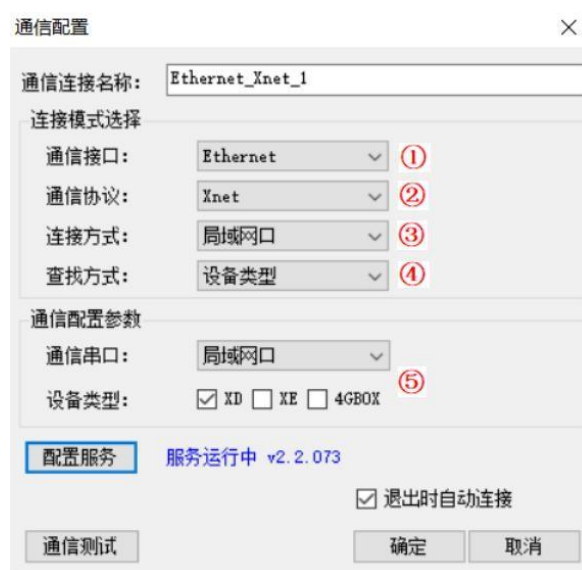 通信配置
通信连接名称： Ethernet_Xnet_1
连接模式选择
通信接口： Ethernet ①
通信协议： Xnet ②
连接方式： 局域网口 ③
查找方式： 设备类型 ④
通信配置参数
通信串口： 局域网口
⑤
设备类型： XD XE 4GBOX
配置服务 服务运行中 v2.2.073
退出时自动连接
通信测试 确定 取消